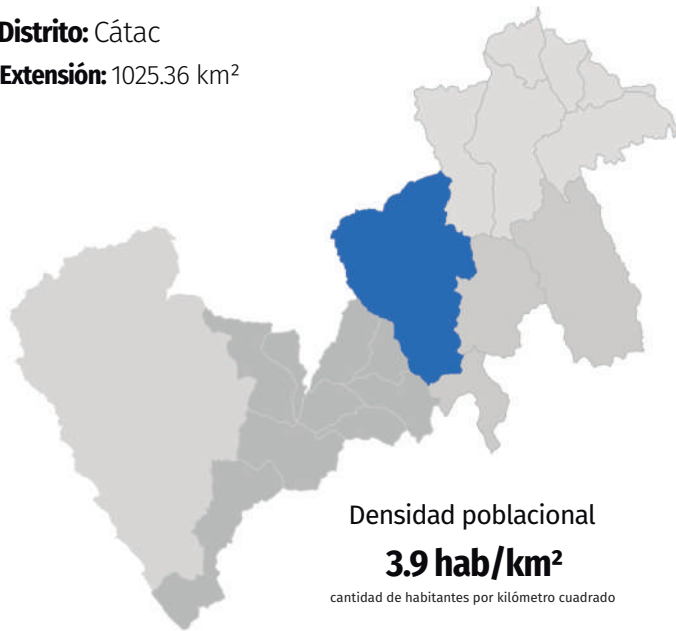 Distrito: Cátac
Extensión: 1025.36 km²
Densidad poblacional
3.9 hab/km²
cantidad de habitantes por kilómetro cuadrado